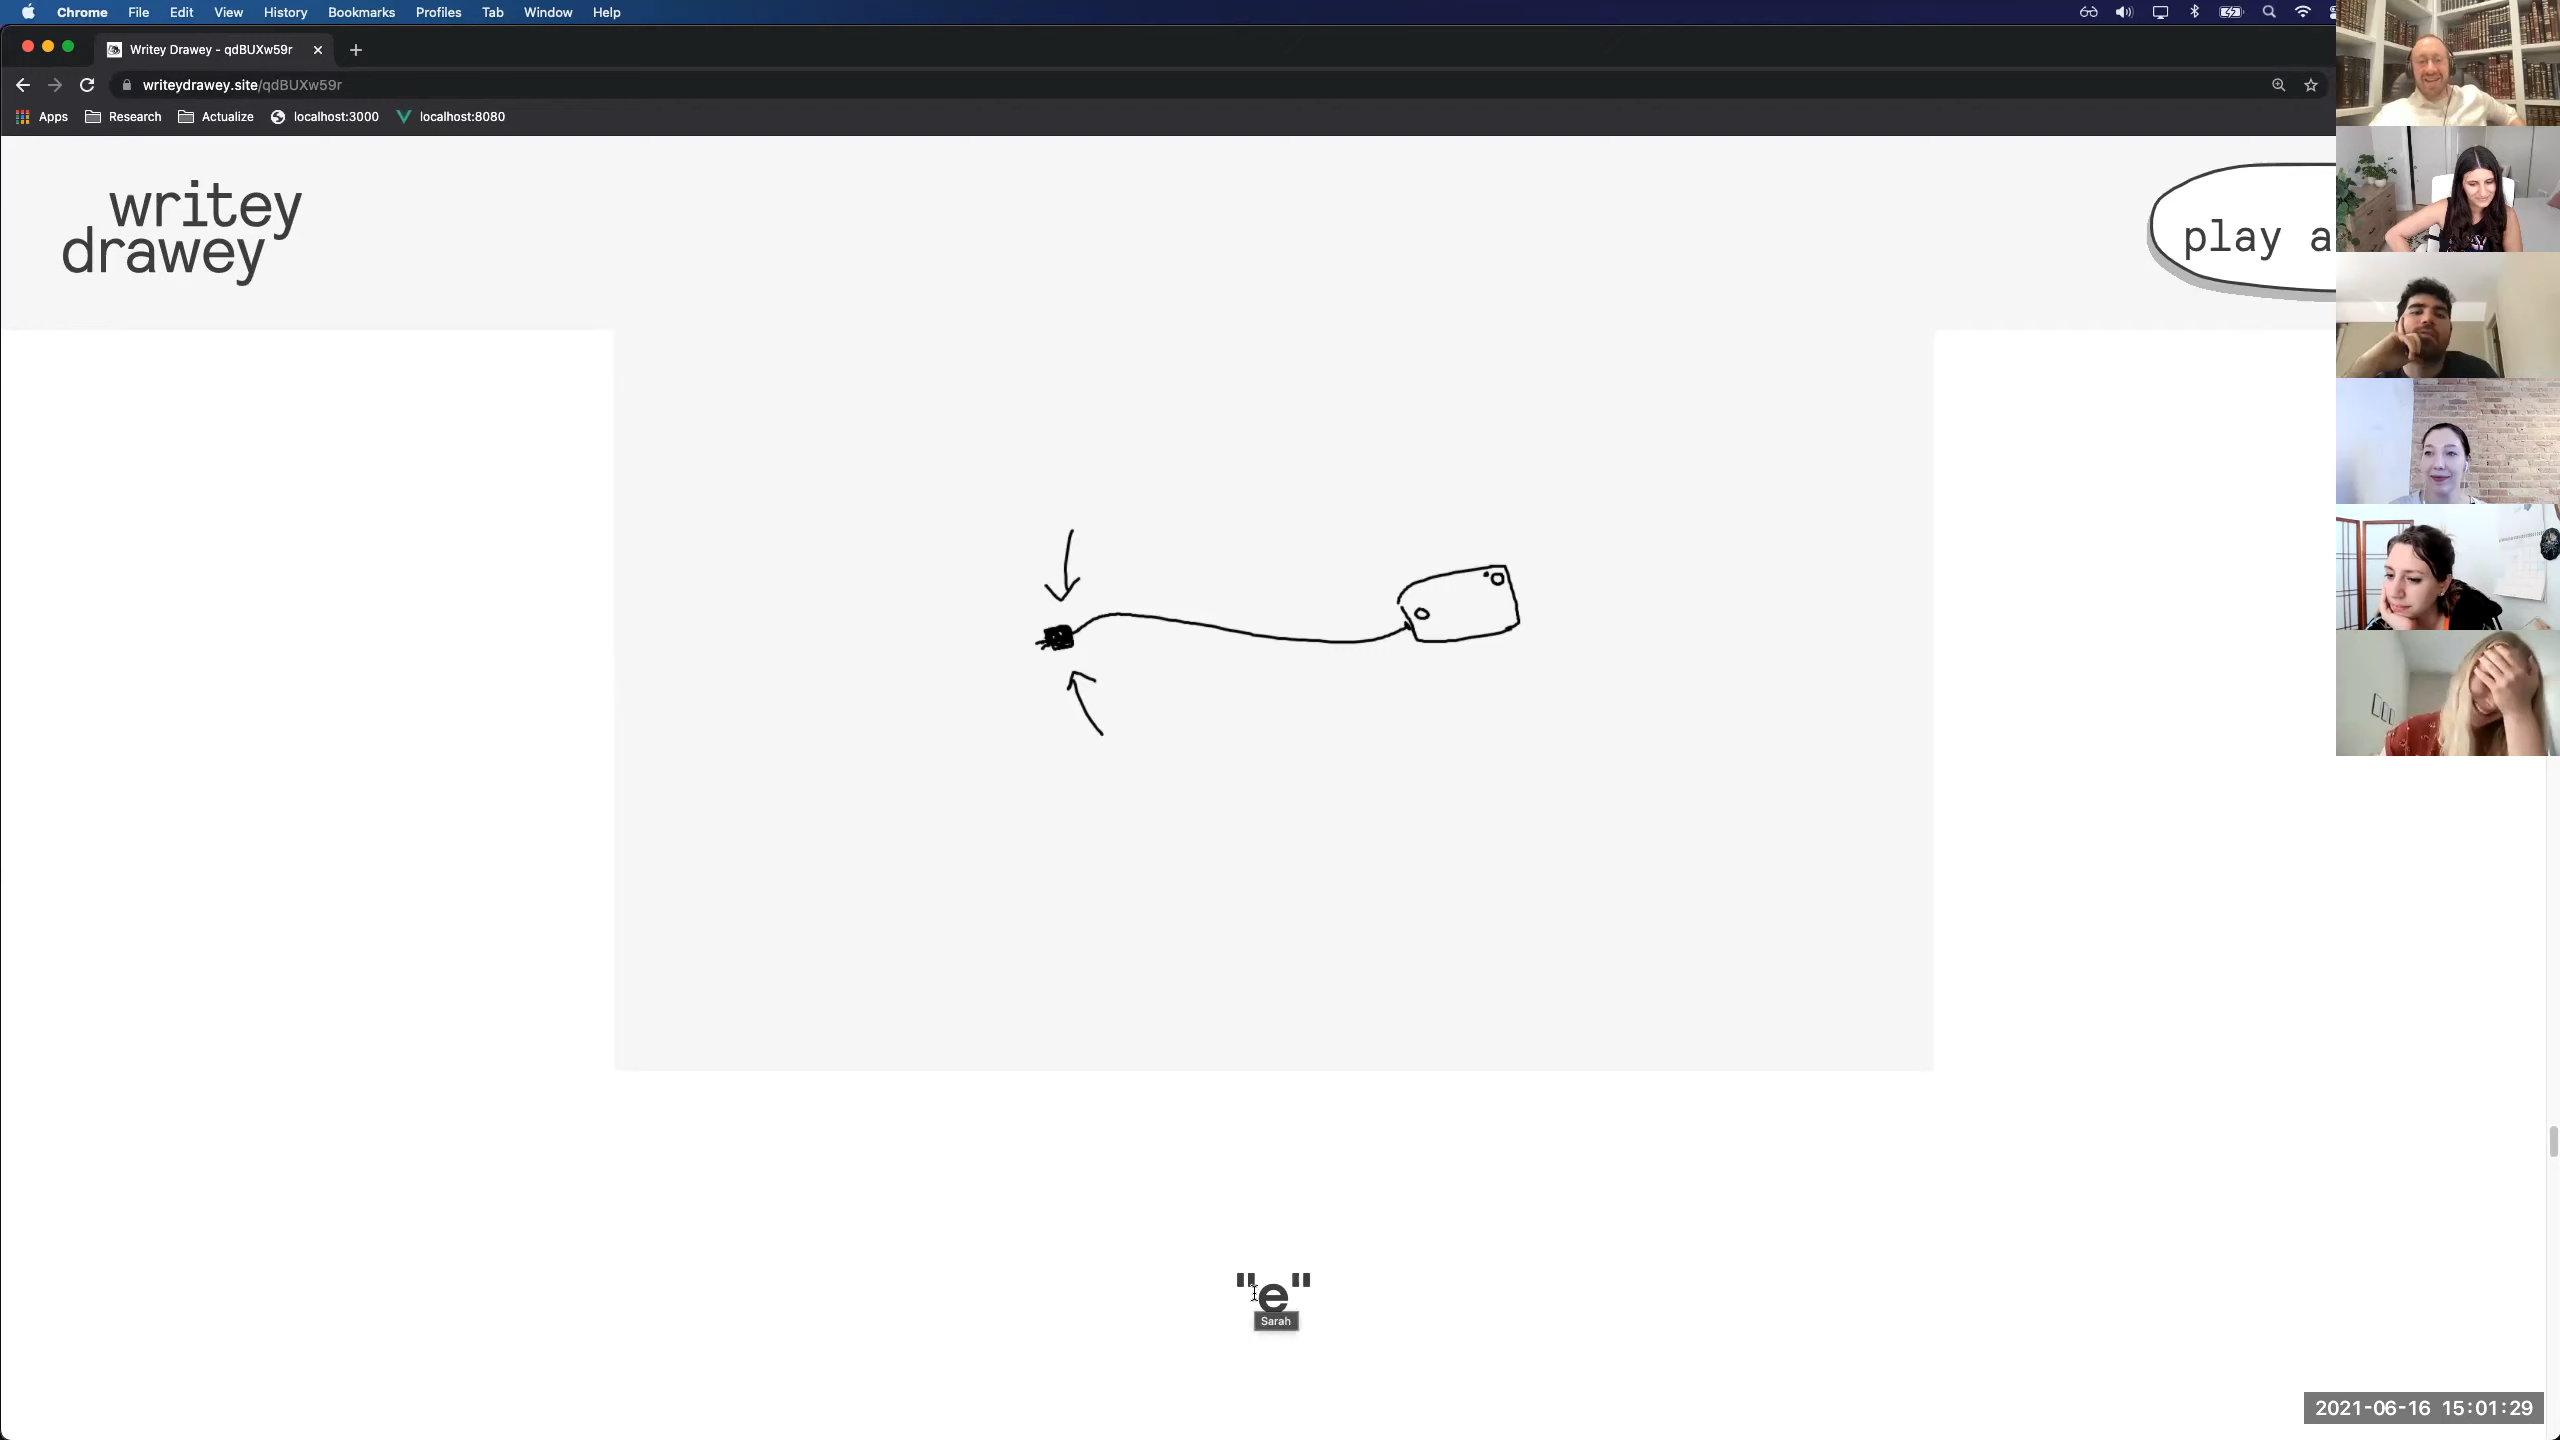 Chrome File Edit View History Bookmarks Profiles Tab Window Help
Writey Drawey - qdBUXw59r
writeydrawey.site/qdBUXw59r
Apps Research Actualize localhost:3000 localhost:8080
writey
drawey
play a
"e"
Sarah
2021-06-16 15:01:29